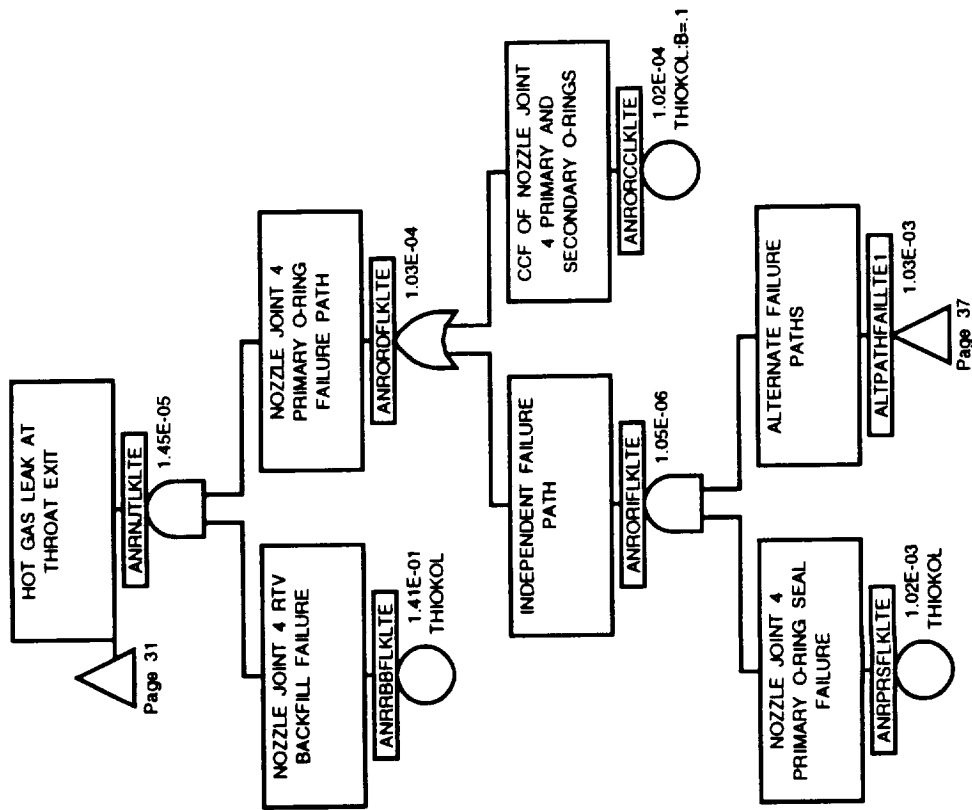 HOT GAS LEAK AT
THROAT EXIT
ANRNJTLKLTE
1.45E-05
Page 31
NOZZLE JOINT 4 RTV
BACKFILL FAILURE
ANRRBBFLKLTE
1.41E-01
THIOKOL
NOZZLE JOINT 4
PRIMARY O-RING
FAILURE PATH
ANRORDFLKLTE
1.03E-04
INDEPENDENT FAILURE
PATH
ANRORIFLKLTE
1.05E-06
CCF OF NOZZLE JOINT
4 PRIMARY AND
SECONDARY O-RINGS
ANRORCCLKLTE
1.02E-04
THIOKOL:B=.1
NOZZLE JOINT 4
PRIMARY O-RING SEAL
FAILURE
ANRPRSFLKLTE
1.02E-03
THIOKOL
ALTERNATE FAILURE
PATHS
ALTPATHFAILLTE1
1.03E-03
Page 37